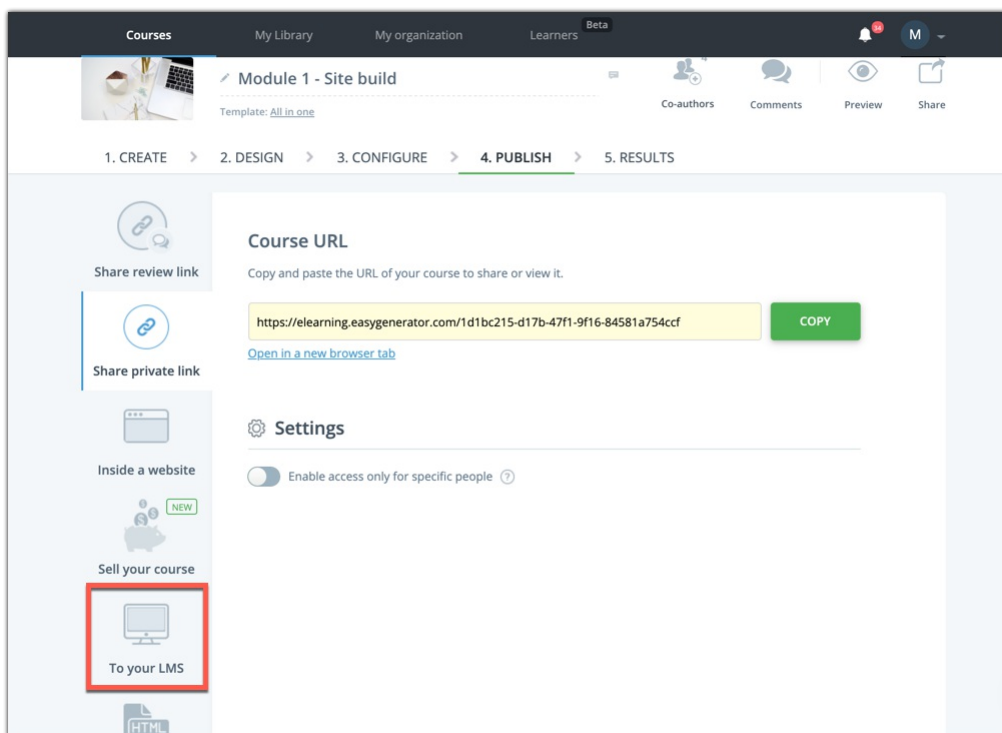 Courses
My Library
My organization
Learners
Beta
34
M
Module 1 - Site build
Template: All in one
Co-authors
Comments
Preview
Share
1. CREATE > 2. DESIGN > 3. CONFIGURE > 4. PUBLISH > 5. RESULTS
Share review link
Share private link
Inside a website
NEW
Sell your course
To your LMS
HTML
Course URL
Copy and paste the URL of your course to share or view it.
https://elearning.easygenerator.com/1d1bc215-d17b-47f1-9f16-84581a754ccf
COPY
Open in a new browser tab
Settings
Enable access only for specific people ?